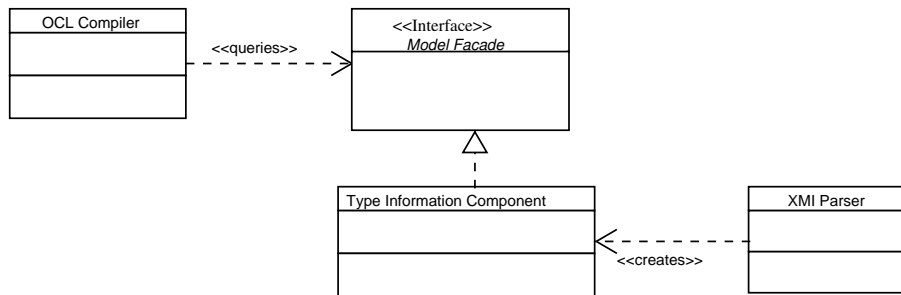 OCL Compiler
<<queries>>
<<Interface>>
Model Facade
Type Information Component
XMI Parser
<<creates>>